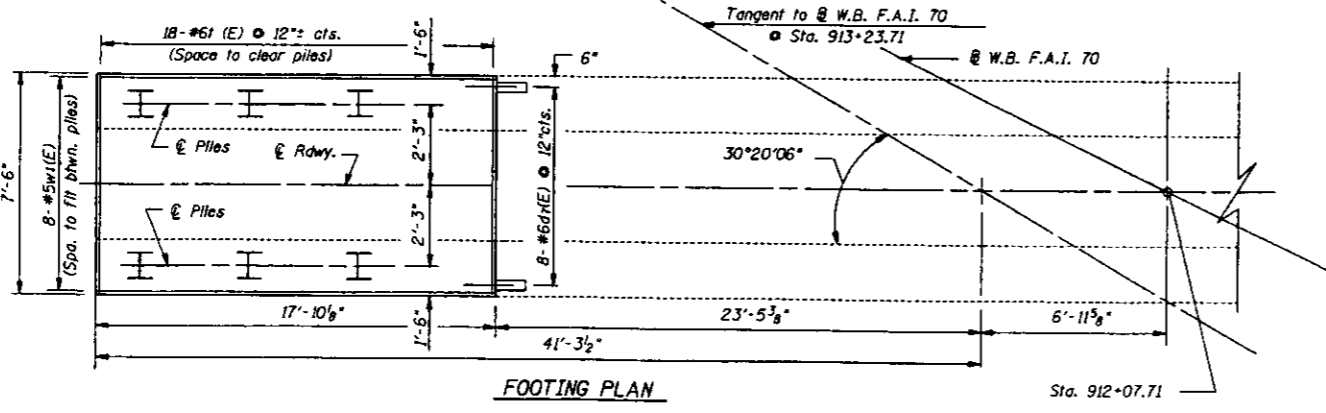 18-#6t (E) @ 12"± cts.
(Space to clear piles)
1'-6"
6"
Tangent to ℄ W.B. F.A.I. 70
@ Sta. 913+23.71
℄ W.B. F.A.I. 70
7'-6"
8-#5w1(E)
(Spa. to fit btwn. piles)
℄ Piles
℄ Rdwy.
2'-3"
8-#6d7(E) @ 12"cts.
30°20'06"
℄ Piles
2'-3"
17'-10⅛"
1'-6"
23'-5⅜"
6'-11⅝"
41'-3½"
FOOTING PLAN
Sta. 912+07.71